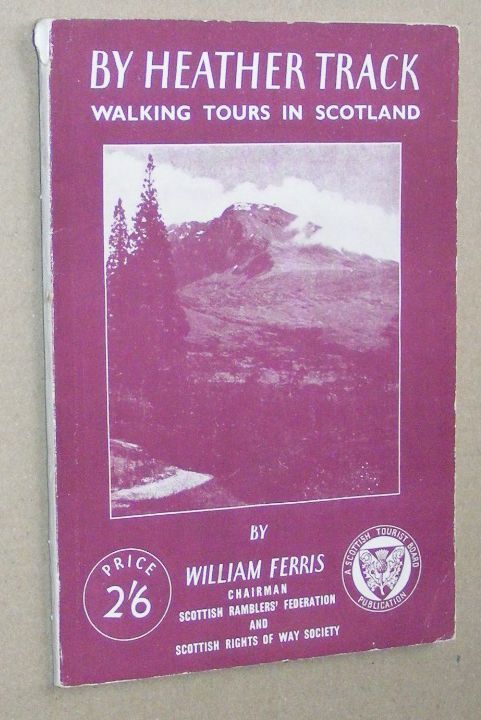 BY HEATHER TRACK
WALKING TOURS IN SCOTLAND
BY
WILLIAM FERRIS
CHAIRMAN
SCOTTISH RAMBLERS' FEDERATION
AND
SCOTTISH RIGHTS OF WAY SOCIETY
PRICE
2'6
A SCOTTISH TOURIST BOARD
PUBLICATION